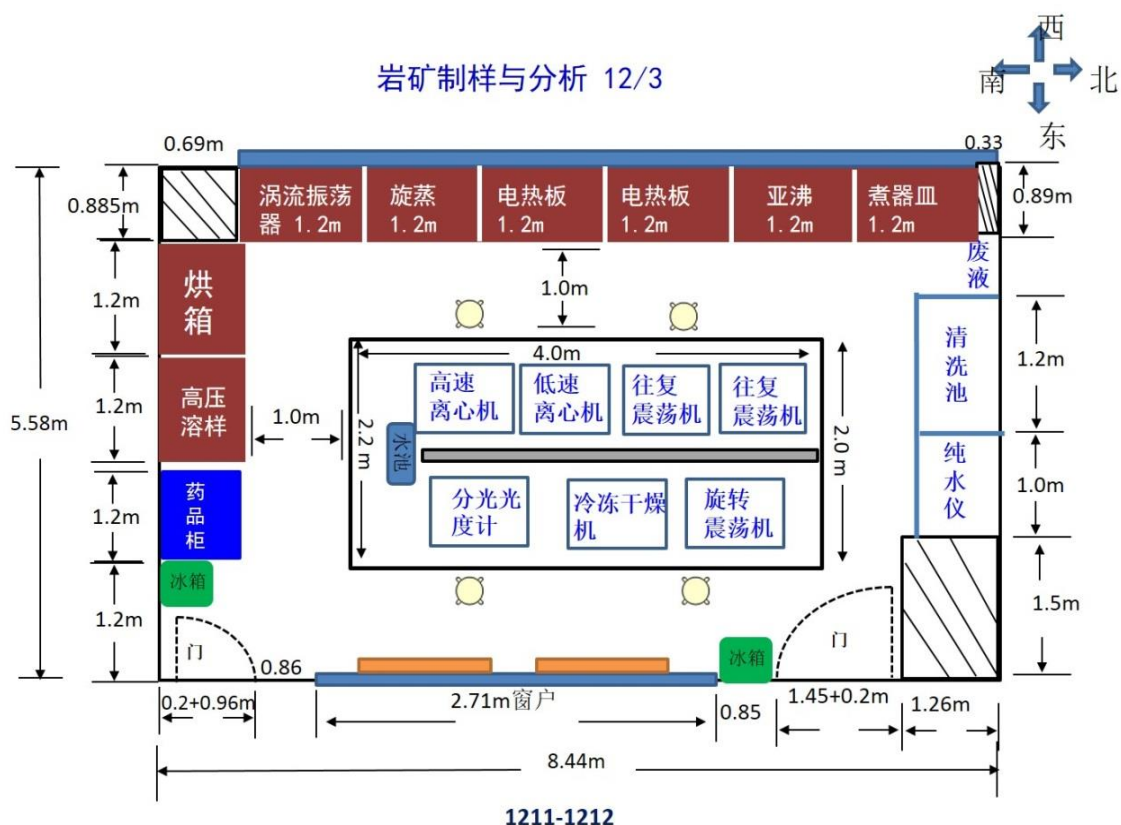 西
岩矿制样与分析 12/3
南
北
东
0.69m
0.33
涡流振荡
器 1.2m
旋蒸
1.2m
电热板
1.2m
电热板
1.2m
亚沸
1.2m
煮器皿
1.2m
0.885m
0.89m
废
液
烘
箱
1.2m
1.0m
清
洗
池
1.2m
4.0m
高速
离心机
低速
离心机
往复
震荡机
往复
震荡机
高压
溶样
1.2m
5.58m
1.0m
2.2 m
水池
2.0 m
纯
水
仪
1.0m
药
品
柜
1.2m
分光光
度计
冷冻干燥
机
旋转
震荡机
冰箱
1.2m
1.5m
门
门
冰箱
0.86
0.2+0.96m
2.71m窗户
0.85
1.45+0.2m
1.26m
8.44m
1211-1212